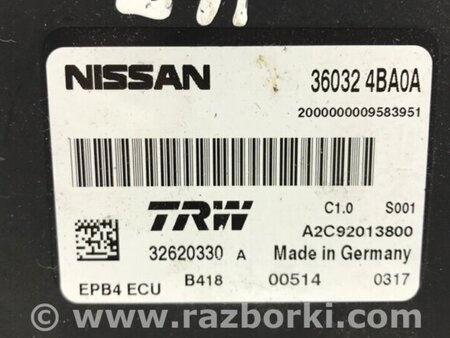 NISSAN 36032 4BA0A
2000000009583951
TRW C1.0 S001
A2C92013800
32620330 A Made in Germany
EPB4 ECU B418 00514 0317
www.razborki.com